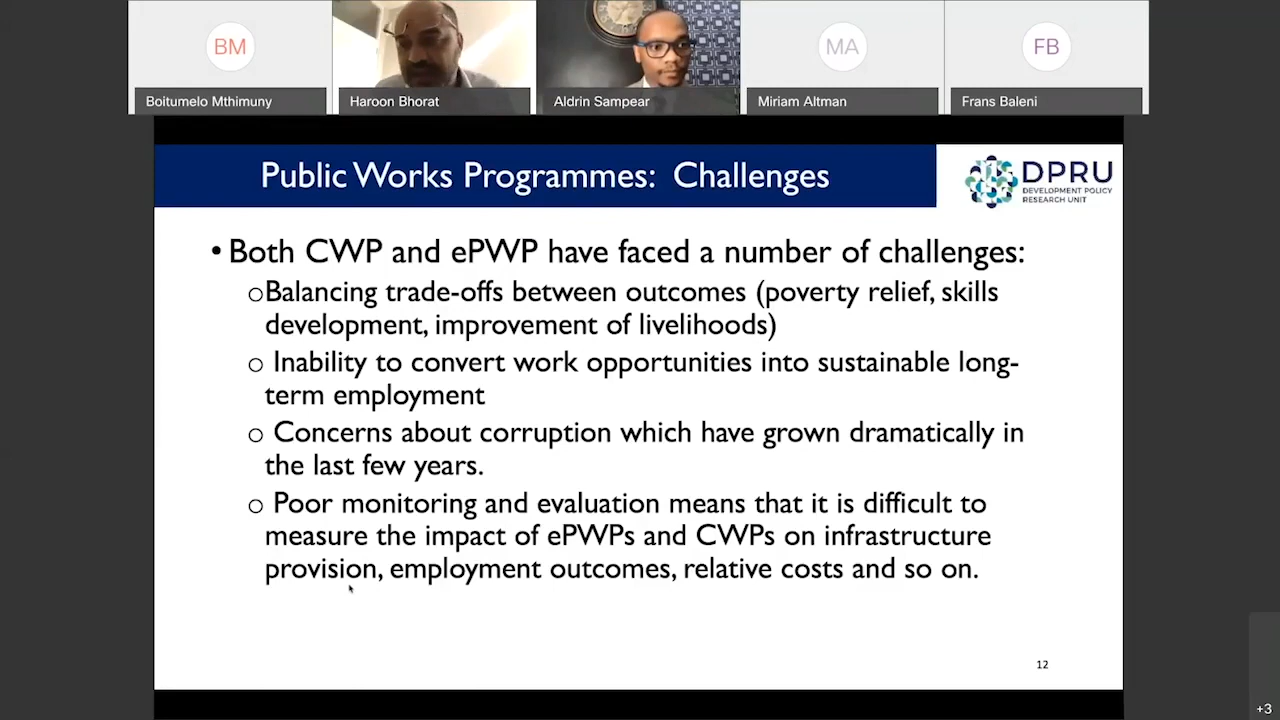 BM
MA
FB
Boitumelo Mthimuny
Haroon Bhorat
Aldrin Sampear
Miriam Altman
Frans Baleni
Public Works Programmes: Challenges
DPRU
DEVELOPMENT POLICY
RESEARCH UNIT
• Both CWP and ePWP have faced a number of challenges:
oBalancing trade-offs between outcomes (poverty relief, skills
development, improvement of livelihoods)
o Inability to convert work opportunities into sustainable long-
term employment
o Concerns about corruption which have grown dramatically in
the last few years.
o Poor monitoring and evaluation means that it is difficult to
measure the impact of ePWPs and CWPs on infrastructure
provision, employment outcomes, relative costs and so on.
12
+3